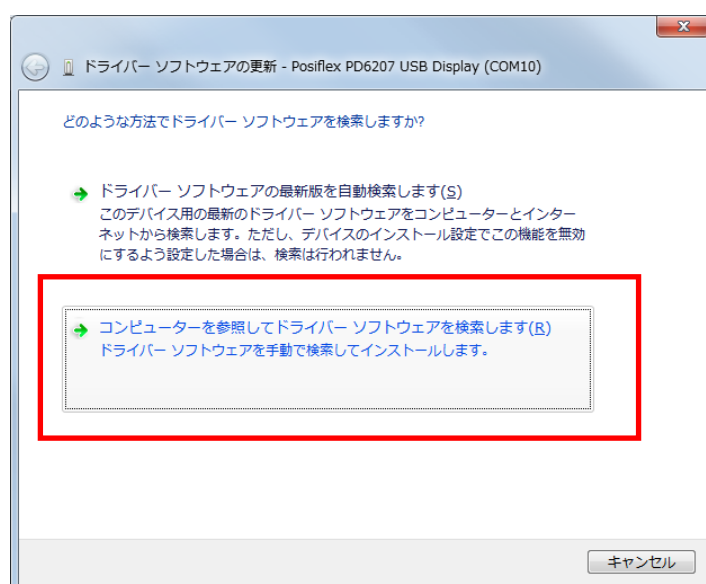 ドライバー ソフトウェアの更新 - Posiflex PD6207 USB Display (COM10)
どのような方法でドライバー ソフトウェアを検索しますか?
ドライバー ソフトウェアの最新版を自動検索します(S)
このデバイス用の最新のドライバー ソフトウェアをコンピューターとインター
ネットから検索します。ただし、デバイスのインストール設定でこの機能を無効
にするよう設定した場合は、検索は行われません。
コンピューターを参照してドライバー ソフトウェアを検索します(R)
ドライバー ソフトウェアを手動で検索してインストールします。
キャンセル